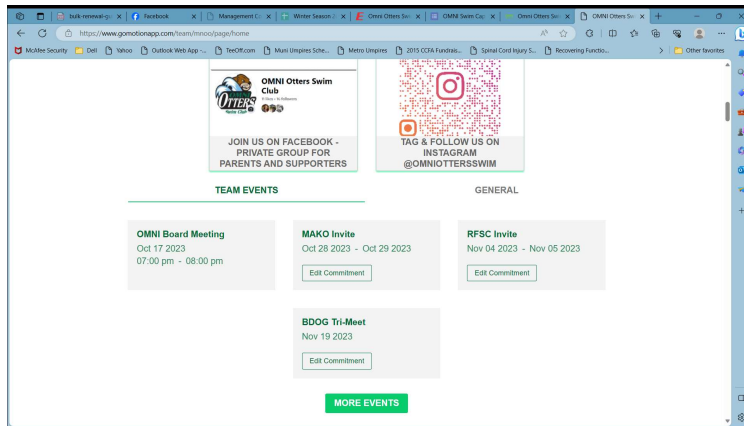 bulk-renewal-p
Facebook
Management Co
Winter Season 2
Omni Otters Swi
OMNI Swim Cap
Omni Otters Swi
OMNI Otters Sw
https://www.gomotionapp.com/team/mnoo/page/home
McAfee Security
Dell
Yahoo
Outlook Web App -...
TeeOff.com
Muni Umpires Sche...
Metro Umpires
2015 CCFA Fundrais...
Spinal Cord Injury S...
Recovering Functio...
Other favorites
OMNI Otters Swim
Club
OTTERS
JOIN US ON FACEBOOK -
PRIVATE GROUP FOR
PARENTS AND SUPPORTERS
TAG & FOLLOW US ON
INSTAGRAM
@OMNIOTTERSSWIM
TEAM EVENTS
GENERAL
OMNI Board Meeting
Oct 17 2023
07:00 pm - 08:00 pm
MAKO Invite
Oct 28 2023 - Oct 29 2023
Edit Commitment
RFSC Invite
Nov 04 2023 - Nov 05 2023
Edit Commitment
BDOG Tri-Meet
Nov 19 2023
Edit Commitment
MORE EVENTS